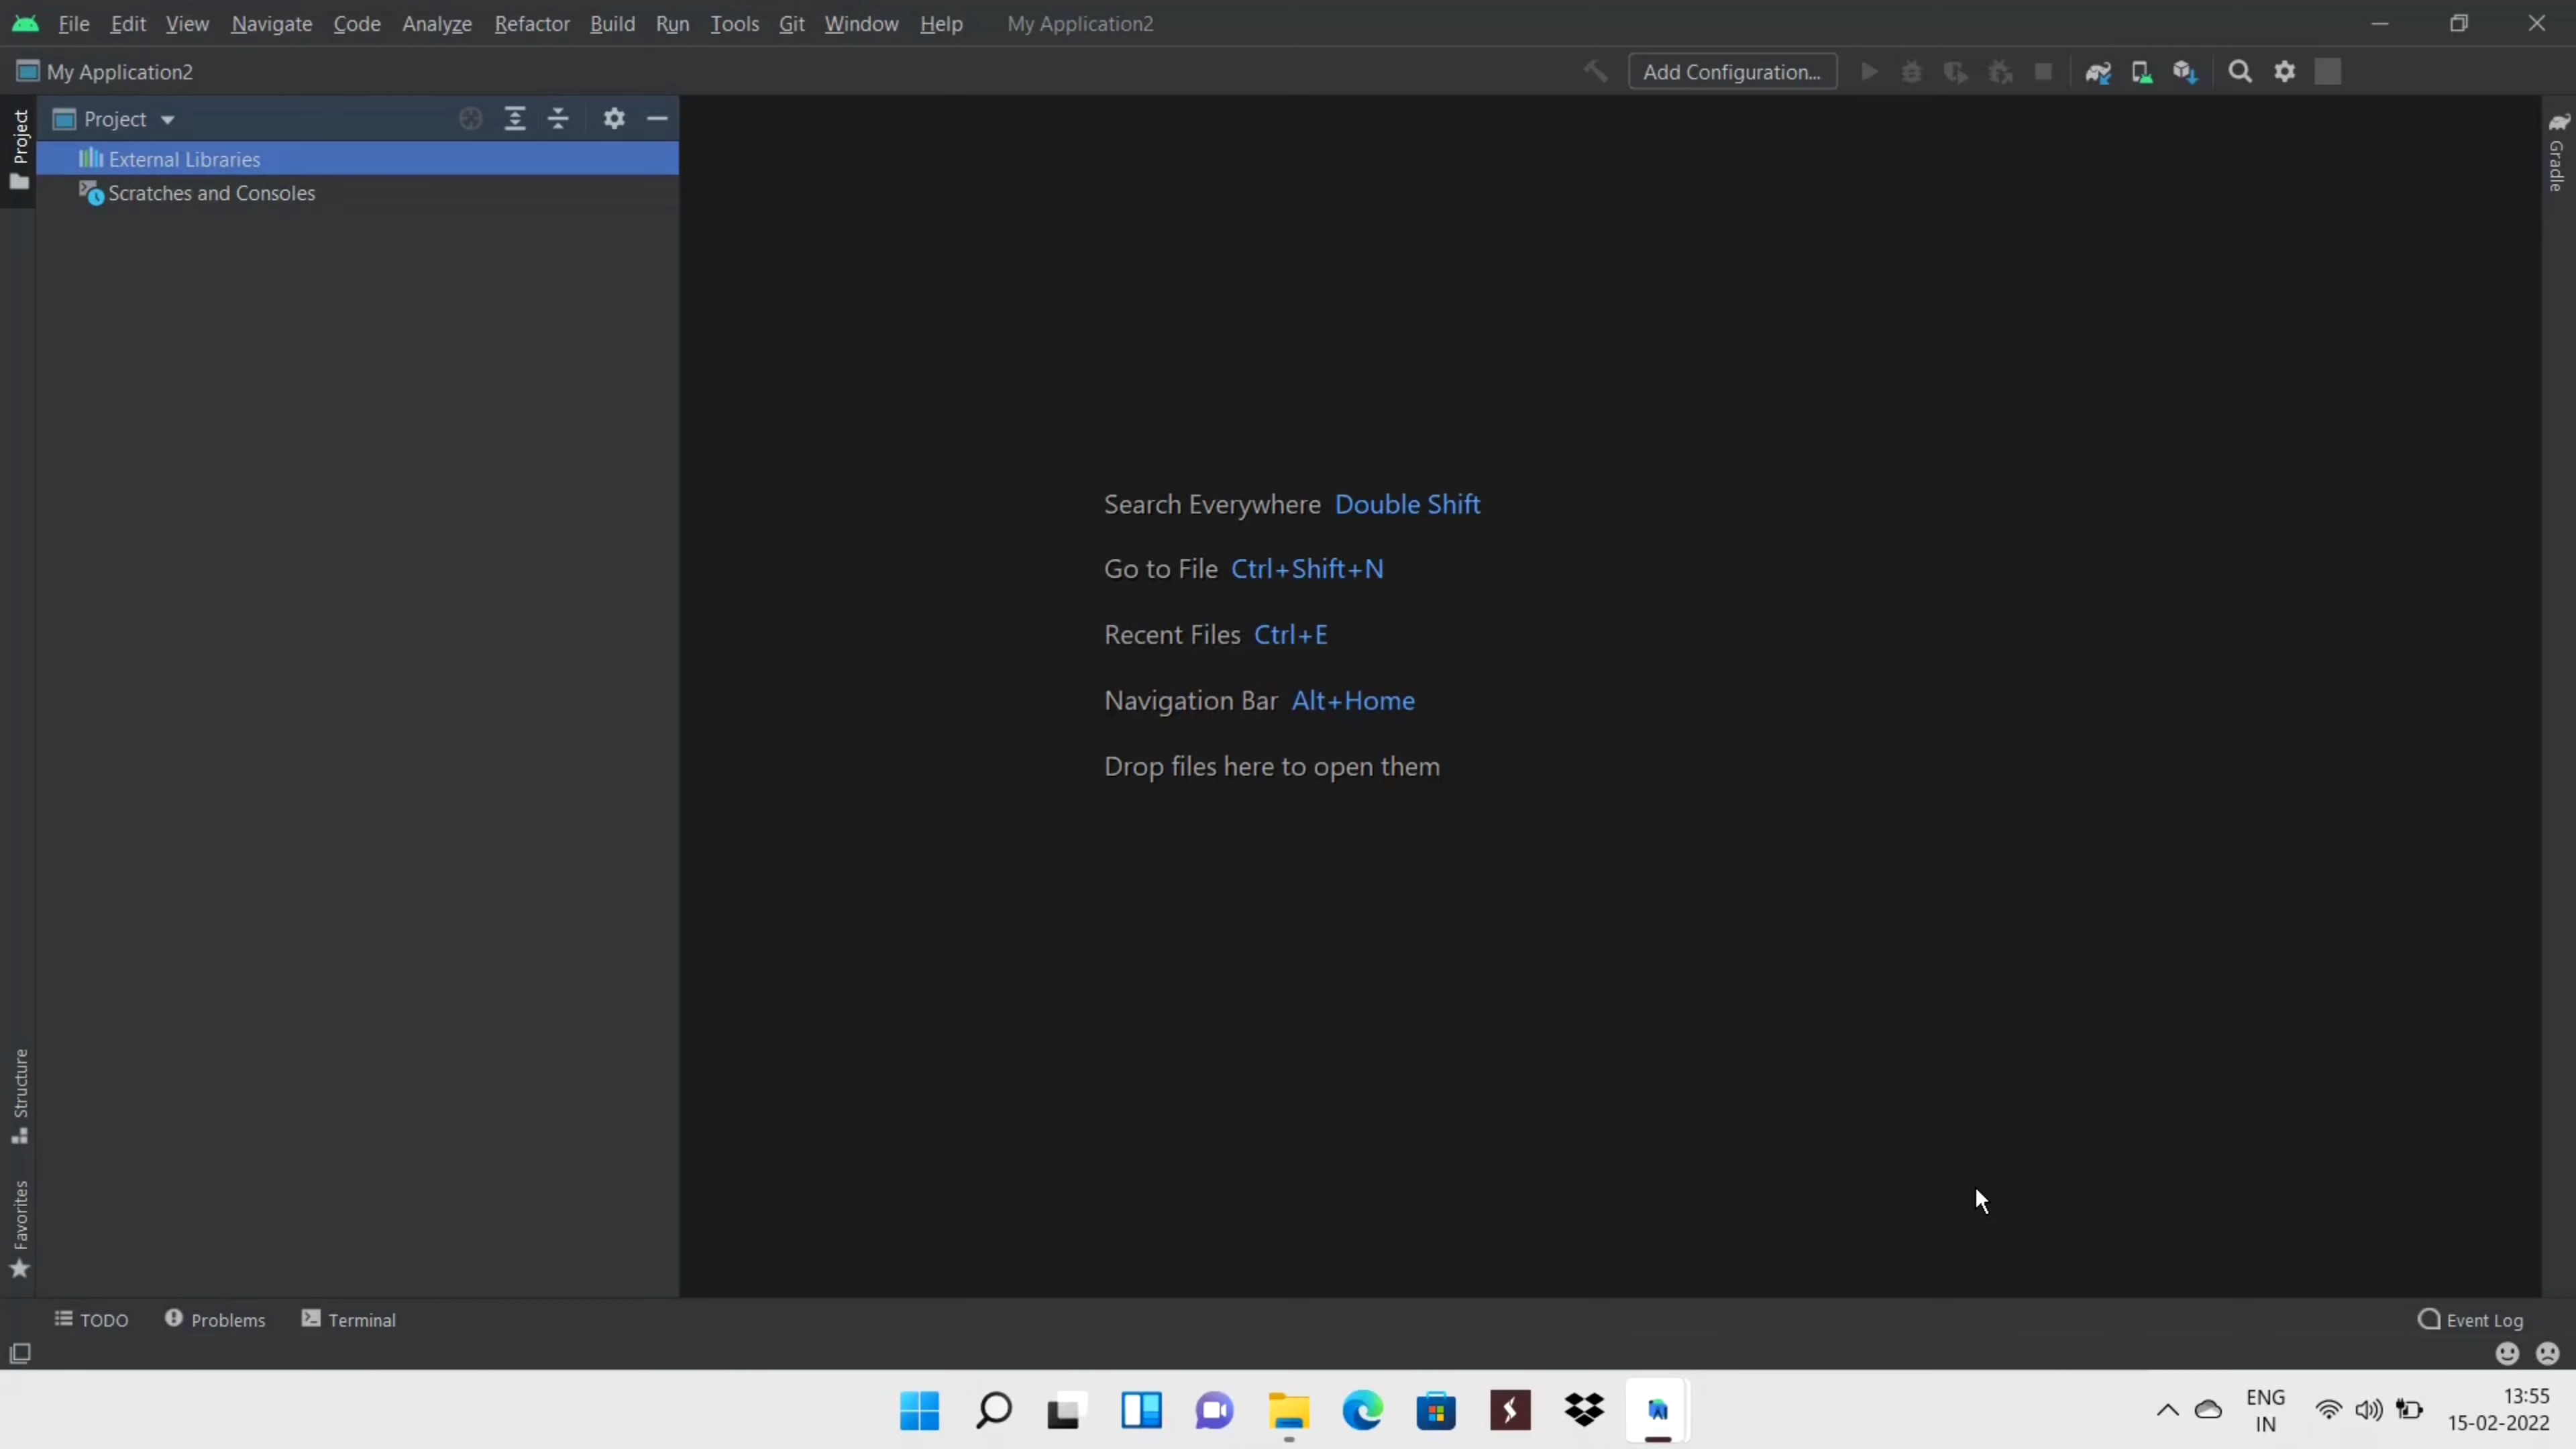 File Edit View Navigate Code Analyze Refactor Build Run Tools Git Window Help My Application2
My Application2 Add Configuration...
Project
Project
External Libraries
Scratches and Consoles
Gradle
Search Everywhere Double Shift
Go to File Ctrl+Shift+N
Recent Files Ctrl+E
Navigation Bar Alt+Home
Drop files here to open them
Structure
Favorites
TODO Problems Terminal Event Log
ENG
IN
13:55
15-02-2022